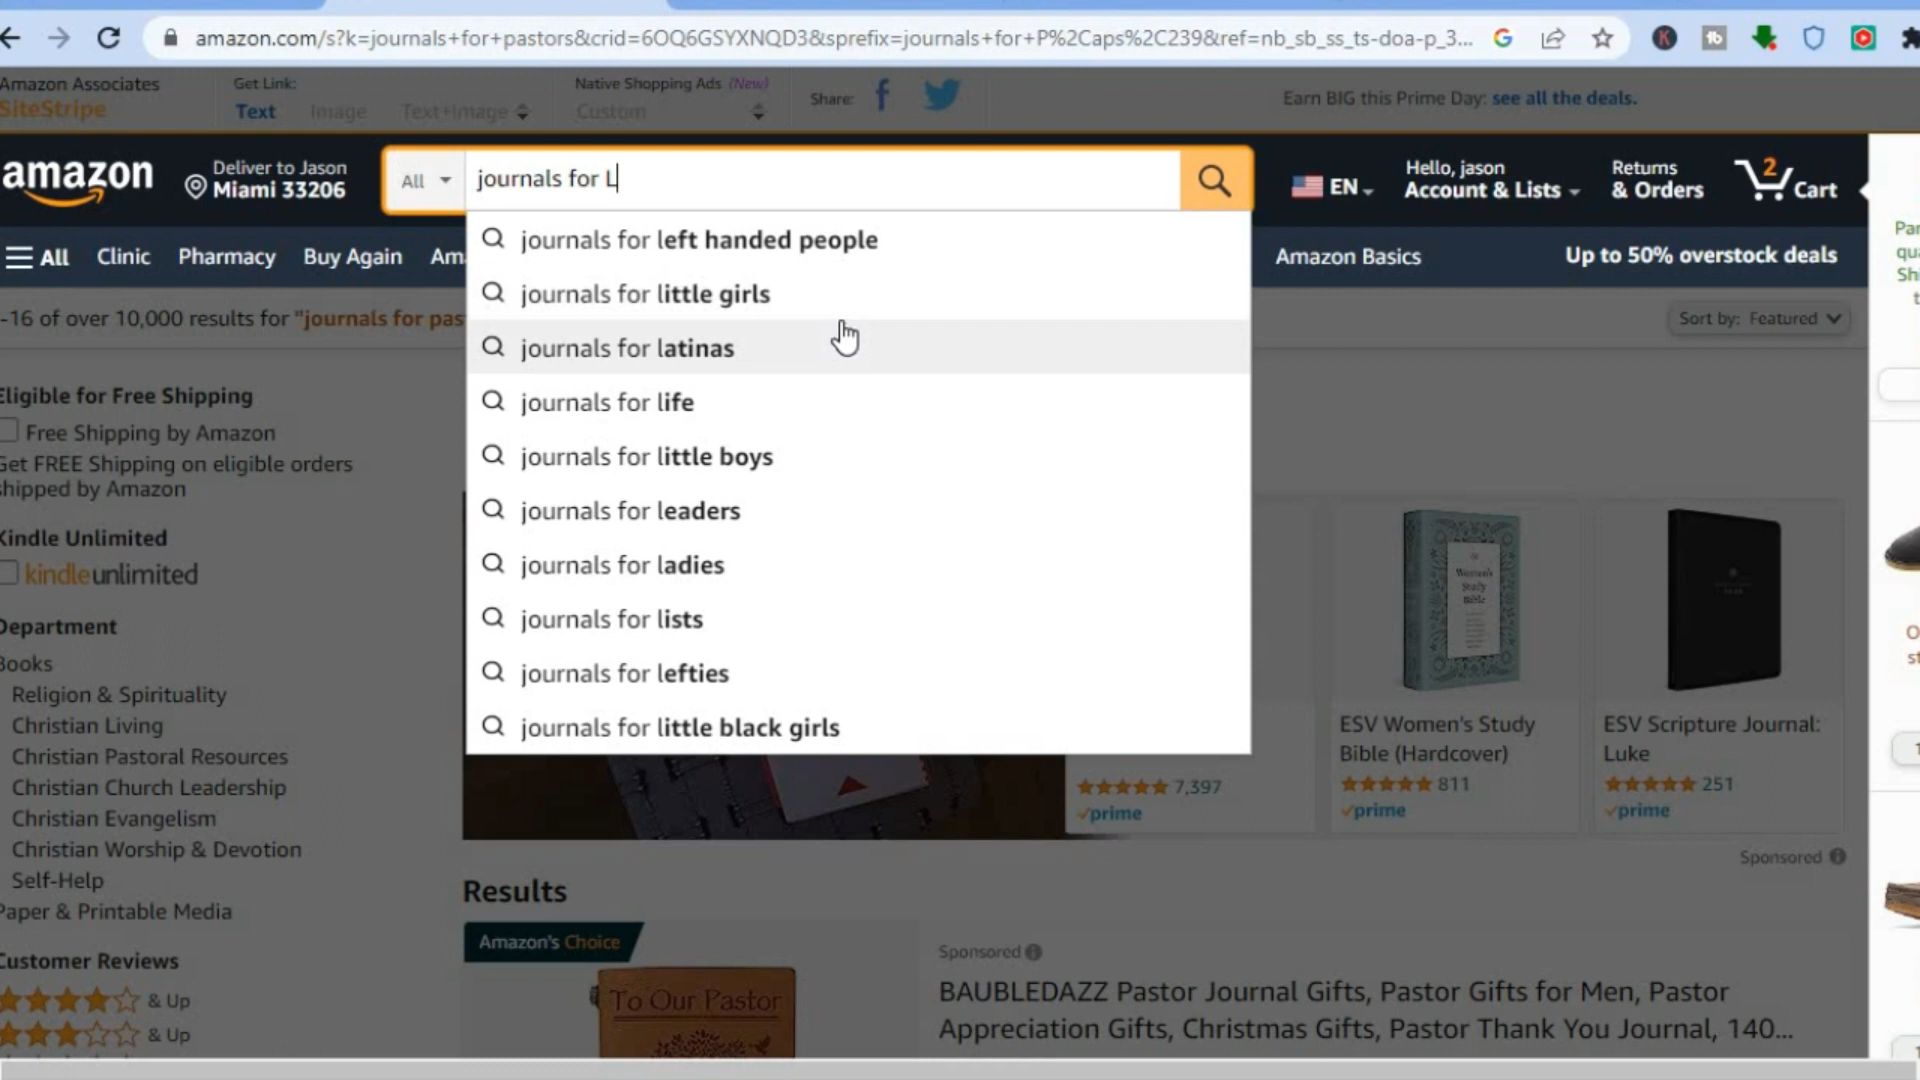 amazon.com/s?k=journals+for+pastors&crid=6OQ6GSYXNQD3&sprefix=journals+for+P%2Caps%2C239&ref=nb_sb_ss_ts-doa-p_3...
Amazon Associates
SiteStripe
Get Link:
Text Image Text+Image
Native Shopping Ads (New)
Custom
Share:
Earn BIG this Prime Day: see all the deals.
amazon
Deliver to Jason
Miami 33206
All
journals for L
EN
Hello, jason
Account & Lists
Returns
& Orders
2
Cart
All Clinic Pharmacy Buy Again Am
Amazon Basics
Up to 50% overstock deals
-16 of over 10,000 results for "journals for pas
Sort by: Featured
journals for left handed people
journals for little girls
journals for latinas
journals for life
journals for little boys
journals for leaders
journals for ladies
journals for lists
journals for lefties
journals for little black girls
Eligible for Free Shipping
Free Shipping by Amazon
Get FREE Shipping on eligible orders
shipped by Amazon
Kindle Unlimited
kindleunlimited
Department
Books
Religion & Spirituality
Christian Living
Christian Pastoral Resources
Christian Church Leadership
Christian Evangelism
Christian Worship & Devotion
Self-Help
Paper & Printable Media
Customer Reviews
& Up
& Up
7,397
prime
Women's
Study
Bible
ESV Women's Study
Bible (Hardcover)
811
prime
ESV Scripture Journal:
Luke
251
prime
Sponsored
Results
Amazon's Choice
To Our Pastor
Sponsored
BAUBLEDAZZ Pastor Journal Gifts, Pastor Gifts for Men, Pastor
Appreciation Gifts, Christmas Gifts, Pastor Thank You Journal, 140...